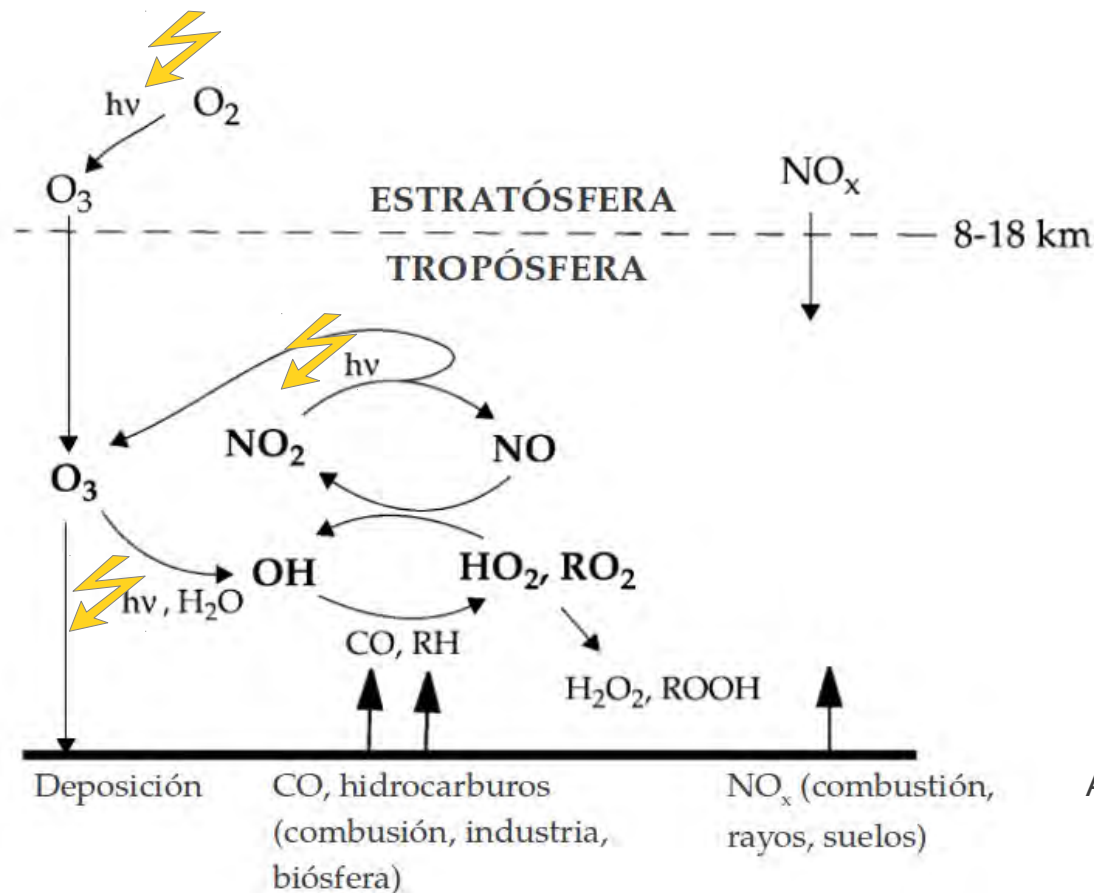 hν
O₂
O₃
NOₓ
ESTRATÓSFERA
8-18 km
TROPÓSFERA
hν
NO₂
NO
O₃
OH
HO₂, RO₂
hν , H₂O
CO, RH
H₂O₂, ROOH
Deposición
CO, hidrocarburos
(combusión, industria,
biósfera)
NOₓ (combustión,
rayos, suelos)
A